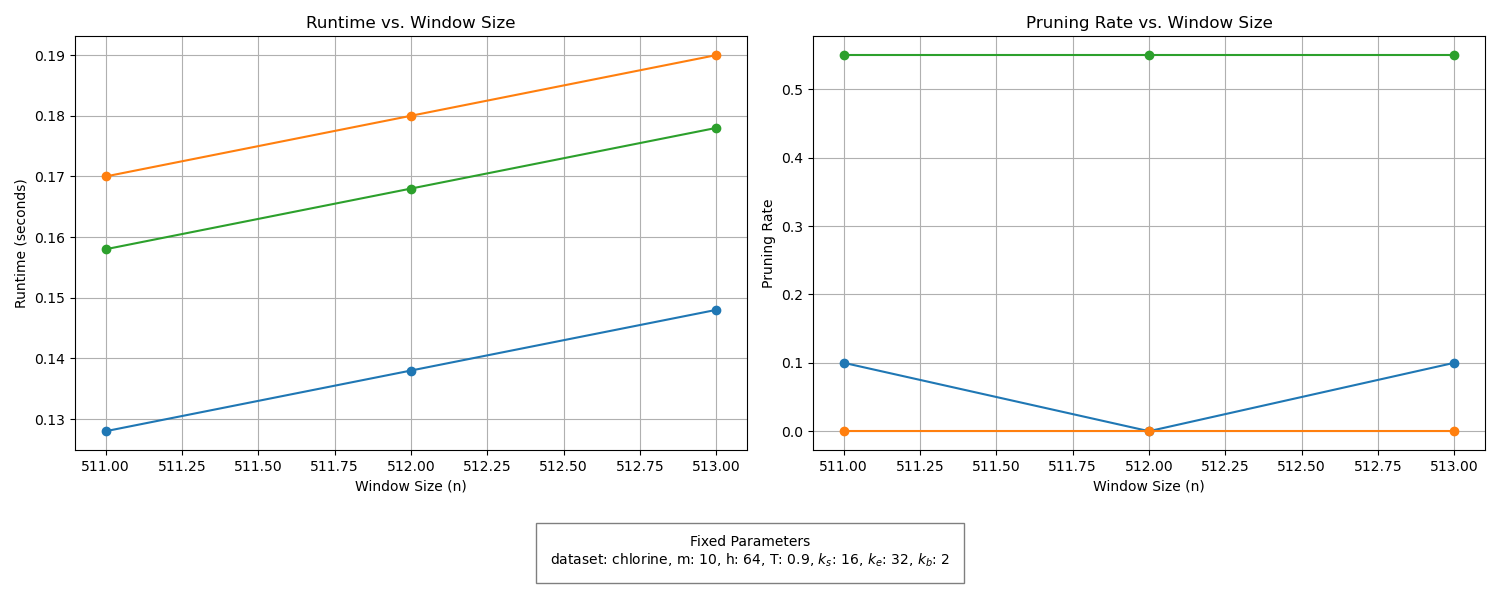 Runtime vs. Window Size
Runtime (seconds)
0.19
0.18
0.17
0.16
0.15
0.14
0.13
511.00 511.25 511.50 511.75 512.00 512.25 512.50 512.75 513.00
Window Size (n)
Pruning Rate vs. Window Size
Pruning Rate
0.5
0.4
0.3
0.2
0.1
0.0
511.00 511.25 511.50 511.75 512.00 512.25 512.50 512.75 513.00
Window Size (n)
Fixed Parameters
dataset: chlorine, m: 10, h: 64, T: 0.9, kₛ: 16, kₑ: 32, k_b: 2